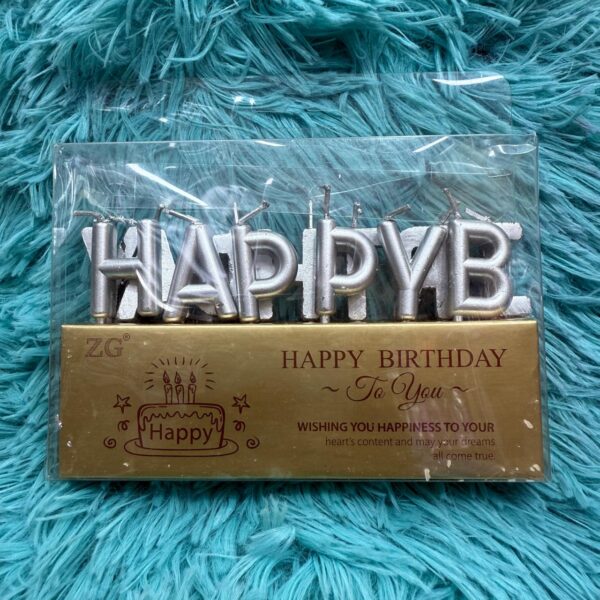 HAPPYB
ZG®
Happy
HAPPY BIRTHDAY
~ To You ~
WISHING YOU HAPPINESS TO YOUR
heart's content and may your dreams
all come true.